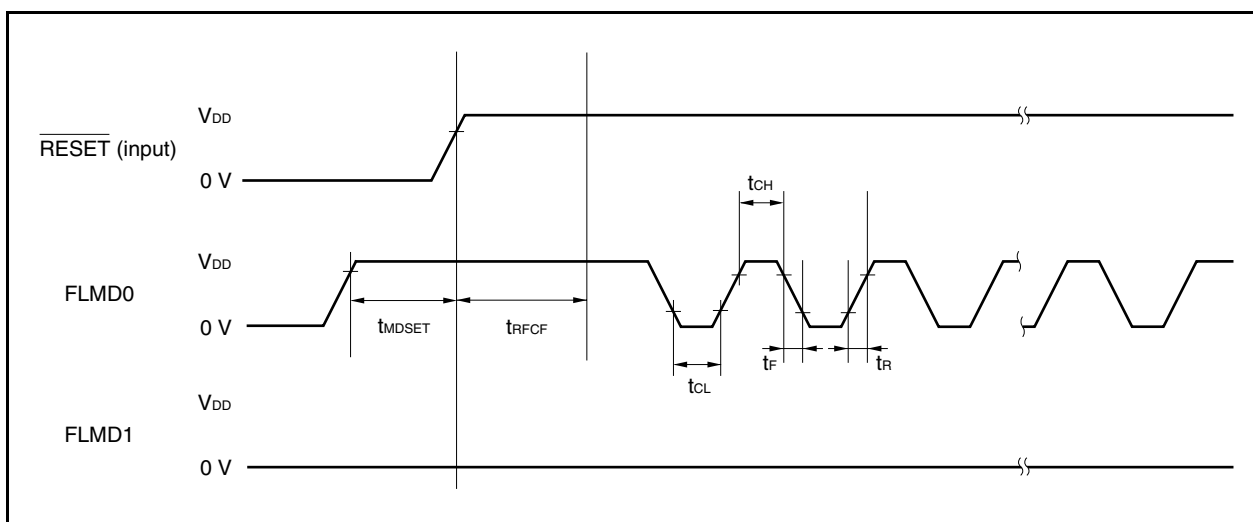 VDD
RESET (input)
0 V
tCH
VDD
FLMD0
0 V
tMDSET
tRFCF
tF
tR
tCL
VDD
FLMD1
0 V